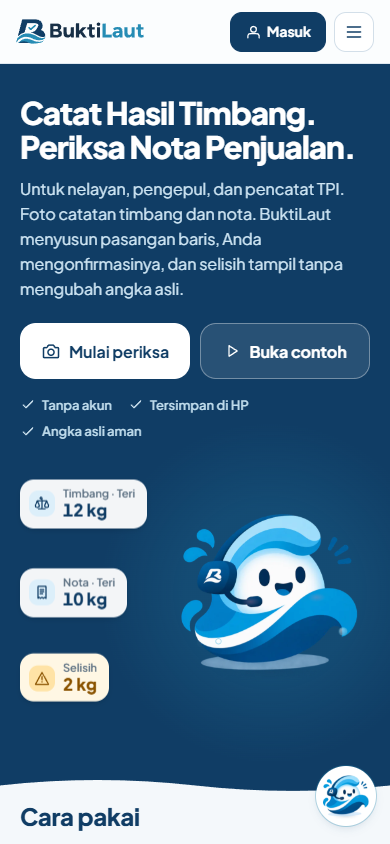 BuktiLaut
Masuk
Catat Hasil Timbang.
Periksa Nota Penjualan.
Untuk nelayan, pengepul, dan pencatat TPI.
Foto catatan timbang dan nota. BuktiLaut
menyusun pasangan baris, Anda
mengonfirmasinya, dan selisih tampil tanpa
mengubah angka asli.
Mulai periksa
Buka contoh
Tanpa akun
Tersimpan di HP
Angka asli aman
Timbang · Teri
12 kg
Nota · Teri
10 kg
Selisih
2 kg
Cara pakai